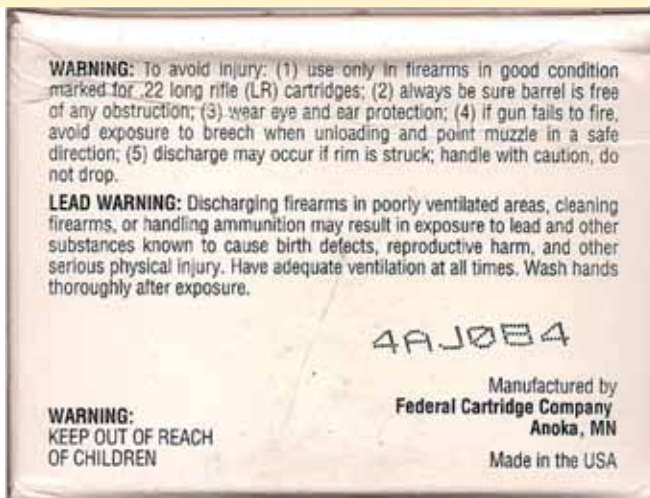 WARNING: To avoid injury: (1) use only in firearms in good condition
marked for .22 long rifle (LR) cartridges; (2) always be sure barrel is free
of any obstruction; (3) wear eye and ear protection; (4) if gun fails to fire,
avoid exposure to breech when unloading and point muzzle in a safe
direction; (5) discharge may occur if rim is struck; handle with caution, do
not drop.
LEAD WARNING: Discharging firearms in poorly ventilated areas, cleaning
firearms, or handling ammunition may result in exposure to lead and other
substances known to cause birth defects, reproductive harm, and other
serious physical injury. Have adequate ventilation at all times. Wash hands
thoroughly after exposure.
4AJ084
Manufactured by
Federal Cartridge Company
Anoka, MN
Made in the USA
WARNING:
KEEP OUT OF REACH
OF CHILDREN